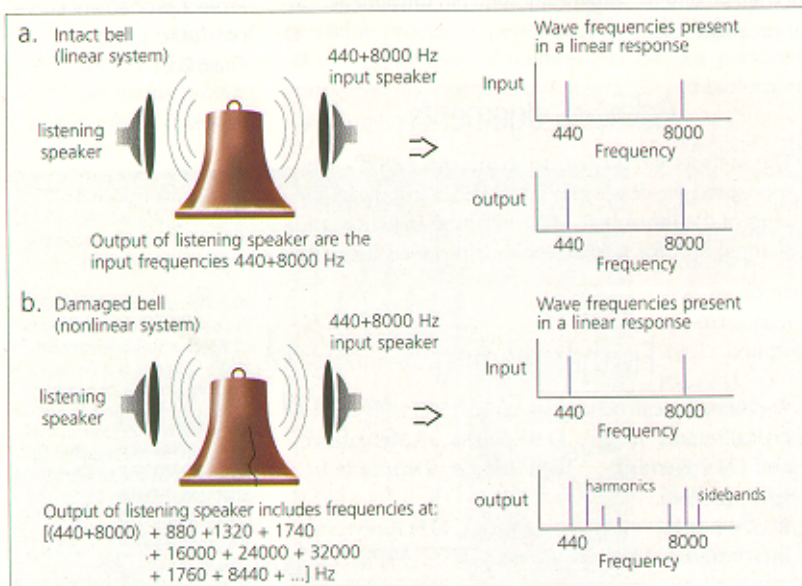 a. Intact bell
(linear system)
440+8000 Hz
input speaker
listening
speaker
Output of listening speaker are the
input frequencies 440+8000 Hz
Wave frequencies present
in a linear response
Input
440 8000
Frequency
output
440 8000
Frequency
b. Damaged bell
(nonlinear system)
440+8000 Hz
input speaker
listening
speaker
Output of listening speaker includes frequencies at:
[(440+8000) + 880 +1320 + 1740
.+ 16000 + 24000 + 32000
+ 1760 + 8440 + ...] Hz
Wave frequencies present
in a linear response
Input
440 8000
Frequency
output
harmonics
sidebands
440 8000
Frequency